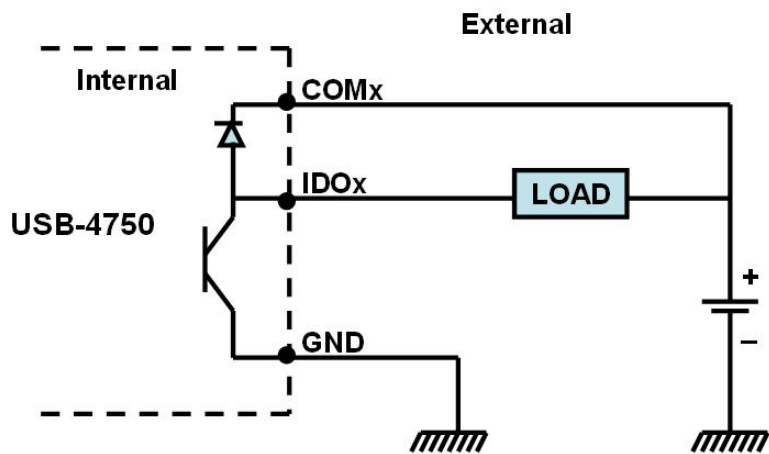 External
Internal
COMx
IDOx
LOAD
USB-4750
+
GND
–